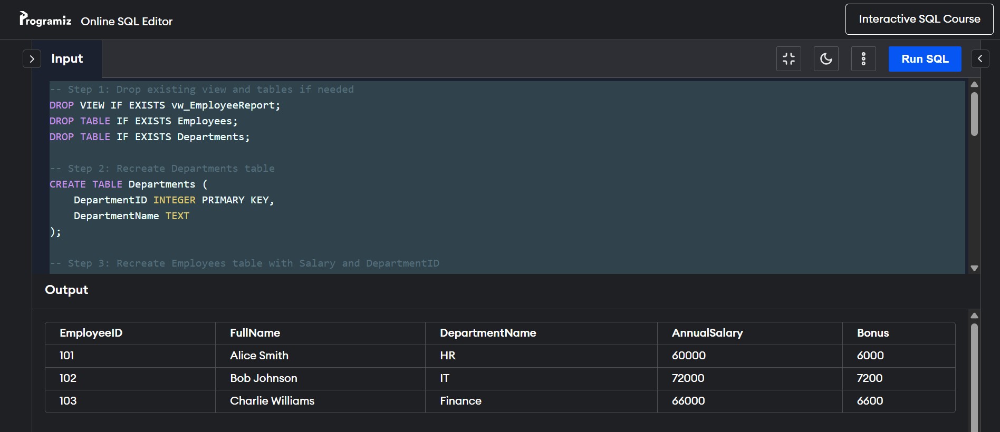 Programiz Online SQL Editor
Interactive SQL Course
Input
Run SQL
-- Step 1: Drop existing view and tables if needed
DROP VIEW IF EXISTS vw_EmployeeReport;
DROP TABLE IF EXISTS Employees;
DROP TABLE IF EXISTS Departments;
-- Step 2: Recreate Departments table
CREATE TABLE Departments (
    DepartmentID INTEGER PRIMARY KEY,
    DepartmentName TEXT
);
-- Step 3: Recreate Employees table with Salary and DepartmentID
Output
EmployeeID FullName DepartmentName AnnualSalary Bonus
101 Alice Smith HR 60000 6000
102 Bob Johnson IT 72000 7200
103 Charlie Williams Finance 66000 6600